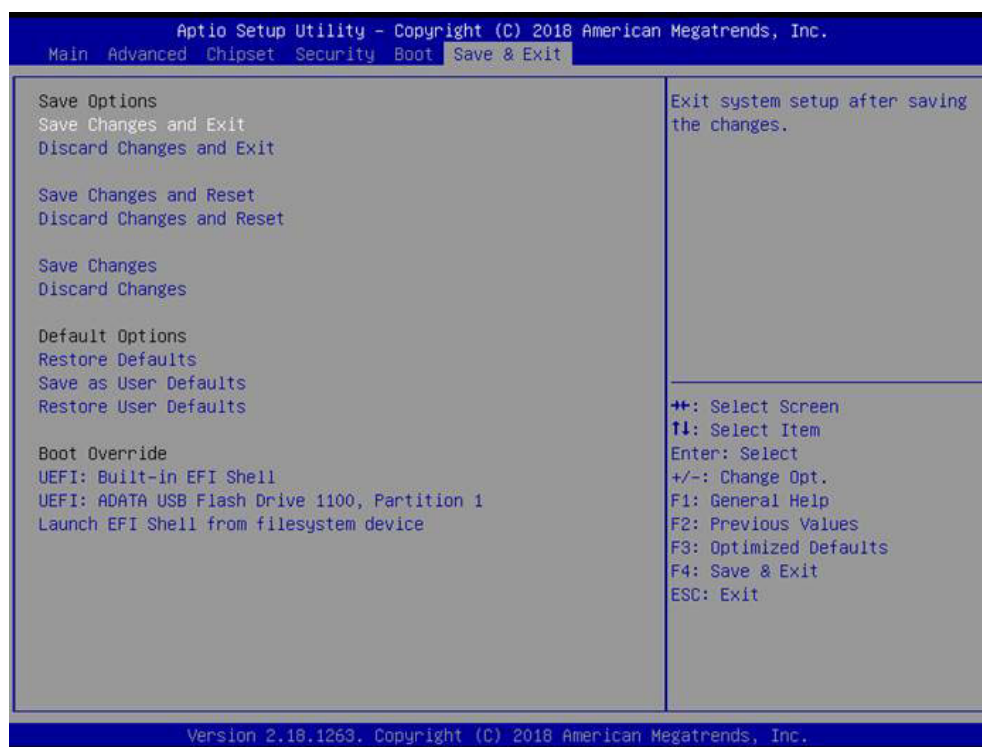 Aptio Setup Utility – Copyright (C) 2018 American Megatrends, Inc.
Main Advanced Chipset Security Boot Save & Exit
Save Options
Save Changes and Exit
Discard Changes and Exit
Save Changes and Reset
Discard Changes and Reset
Save Changes
Discard Changes
Default Options
Restore Defaults
Save as User Defaults
Restore User Defaults
Boot Override
UEFI: Built-in EFI Shell
UEFI: ADATA USB Flash Drive 1100, Partition 1
Launch EFI Shell from filesystem device
Exit system setup after saving
the changes.
→←: Select Screen
↑↓: Select Item
Enter: Select
+/-: Change Opt.
F1: General Help
F2: Previous Values
F3: Optimized Defaults
F4: Save & Exit
ESC: Exit
Version 2.18.1263. Copyright (C) 2018 American Megatrends, Inc.